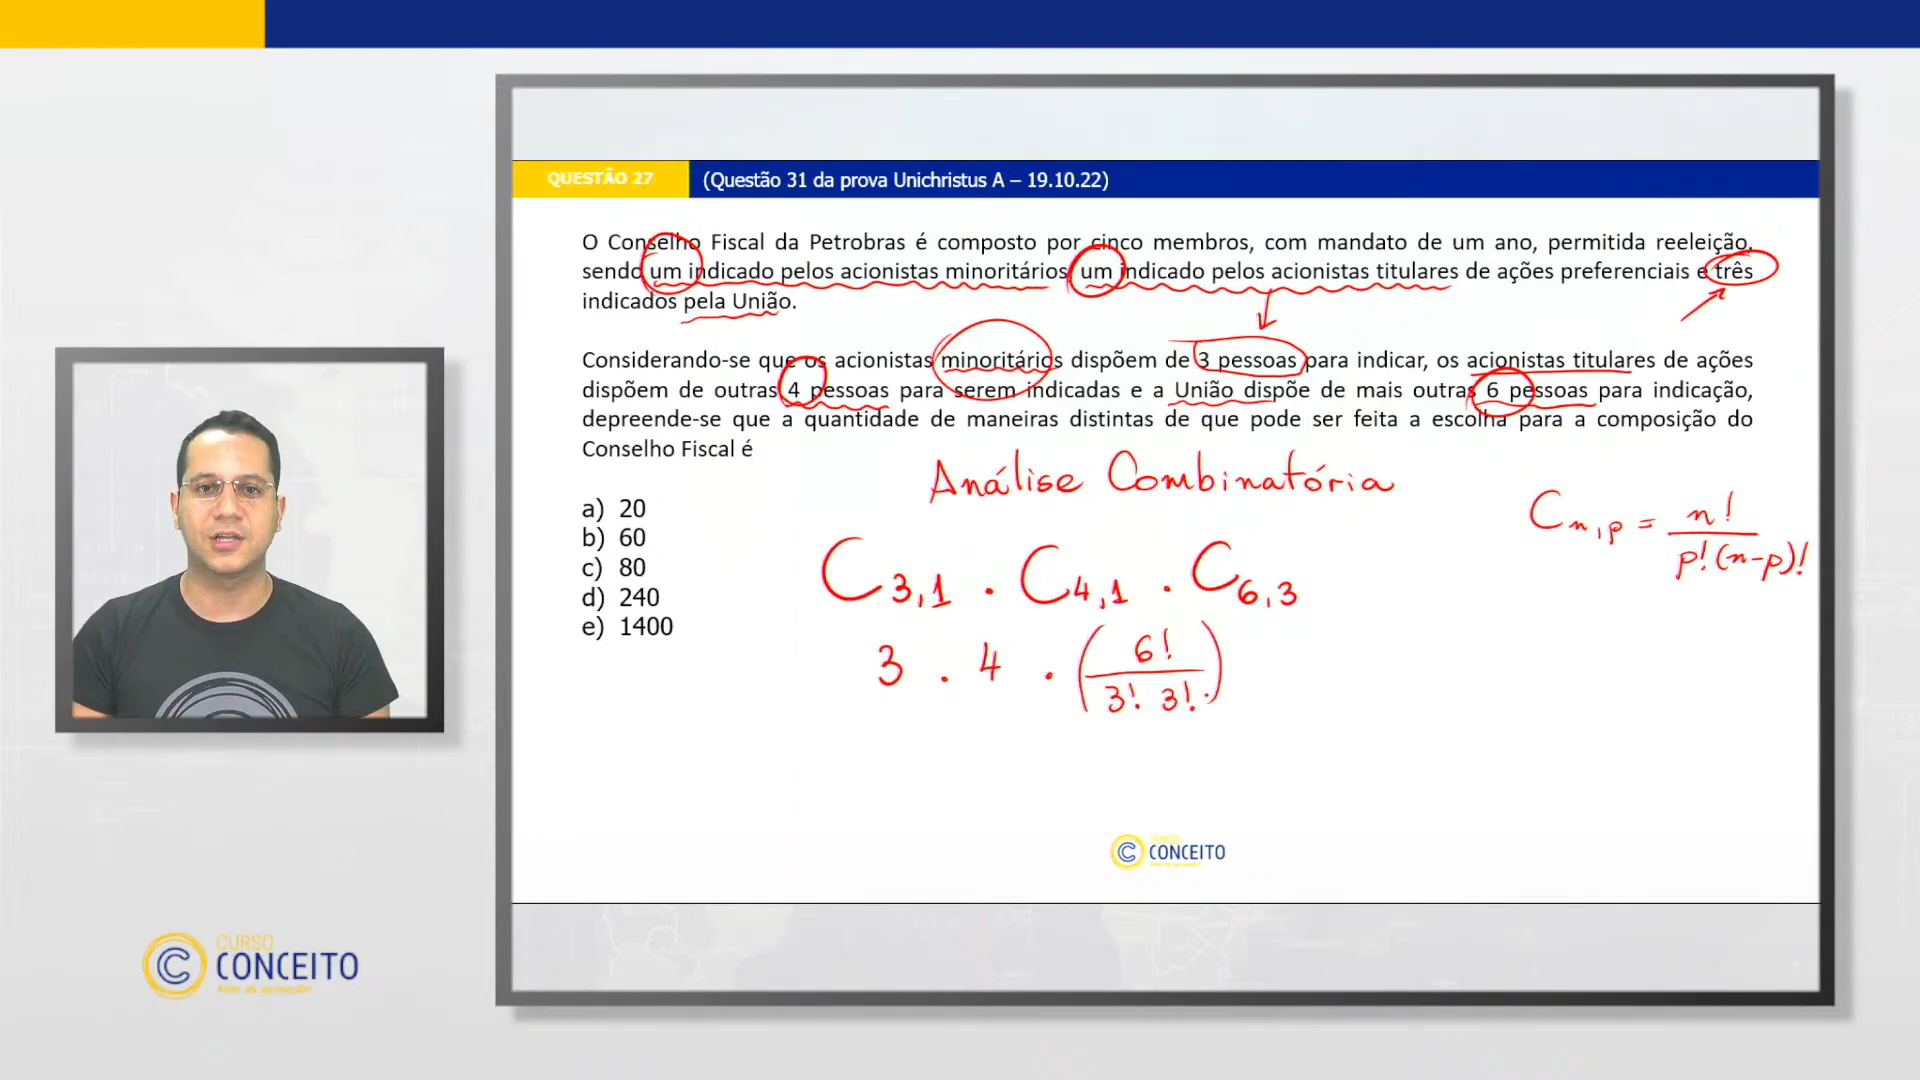 QUESTÃO 27
(Questão 31 da prova Unichristus A – 19.10.22)
O Conselho Fiscal da Petrobras é composto por cinco membros, com mandato de um ano, permitida reeleição,
sendo um indicado pelos acionistas minoritários, um indicado pelos acionistas titulares de ações preferenciais e três
indicados pela União.
Considerando-se que os acionistas minoritários dispõem de 3 pessoas para indicar, os acionistas titulares de ações
dispõem de outras 4 pessoas para serem indicadas e a União dispõe de mais outras 6 pessoas para indicação,
depreende-se que a quantidade de maneiras distintas de que pode ser feita a escolha para a composição do
Conselho Fiscal é
Análise Combinatória
a) 20
b) 60
c) 80
d) 240
e) 1400
C n,p = n! / p!(n-p)!
C 3,1 . C 4,1 . C 6,3
3 . 4 . (6! / 3! 3!)
CONCEITO
CURSO
CONCEITO